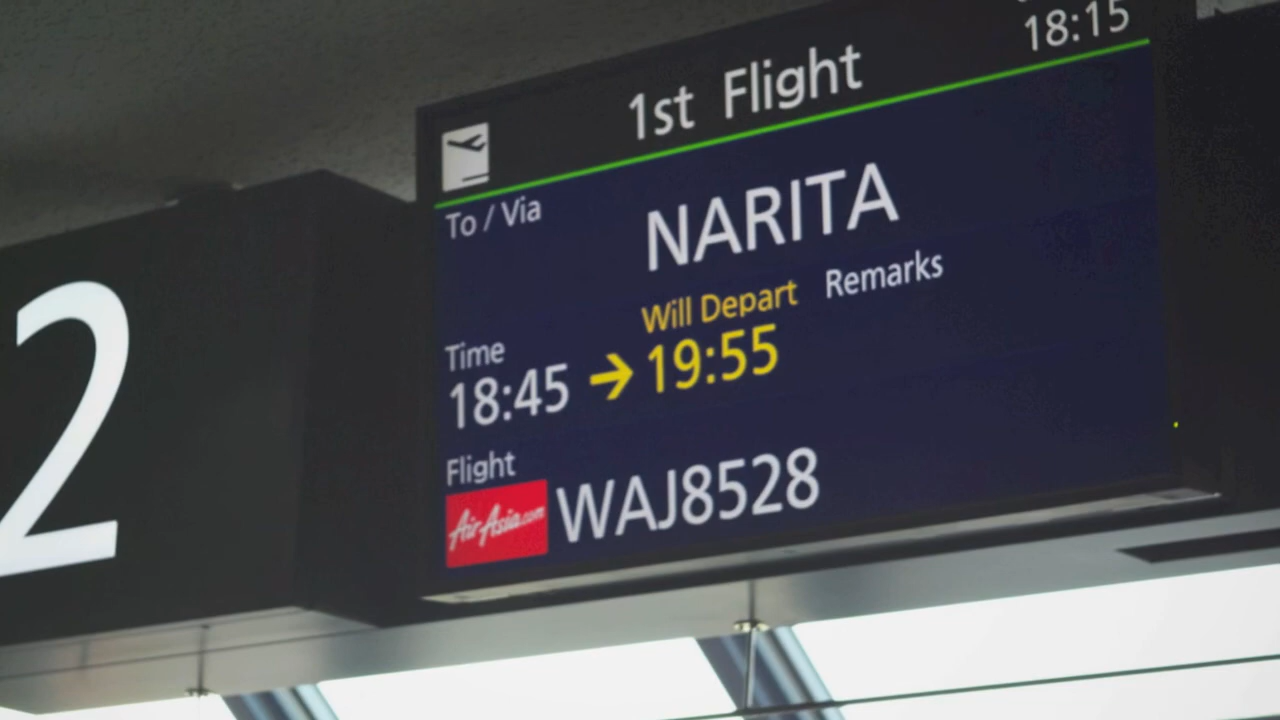 18:15
1st Flight
To / Via
NARITA
Will Depart Remarks
Time
18:45 → 19:55
Flight
AirAsia.com WAJ8528
2